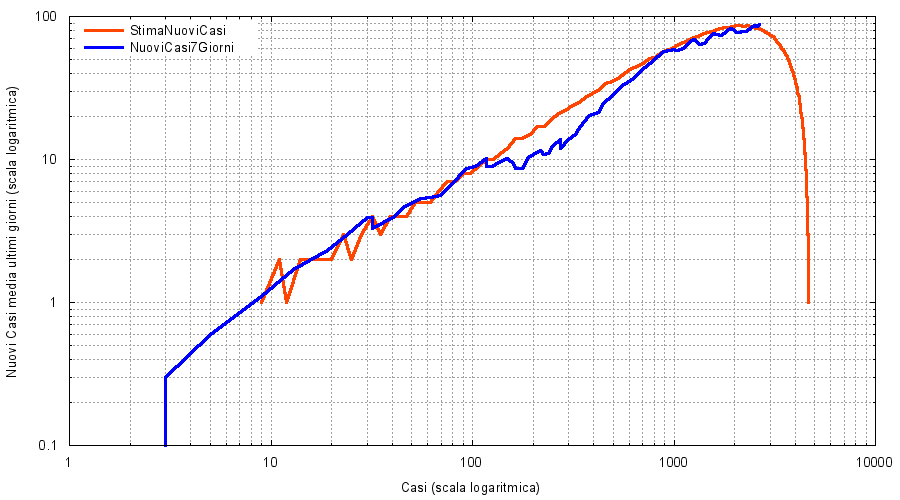 100
StimaNuoviCasi
NuoviCasi7Giorni
10
Nuovi Casi media ultimi giorni (scala logaritmica)
1
0.1
1 10 100 1000 10000
Casi (scala logaritmica)